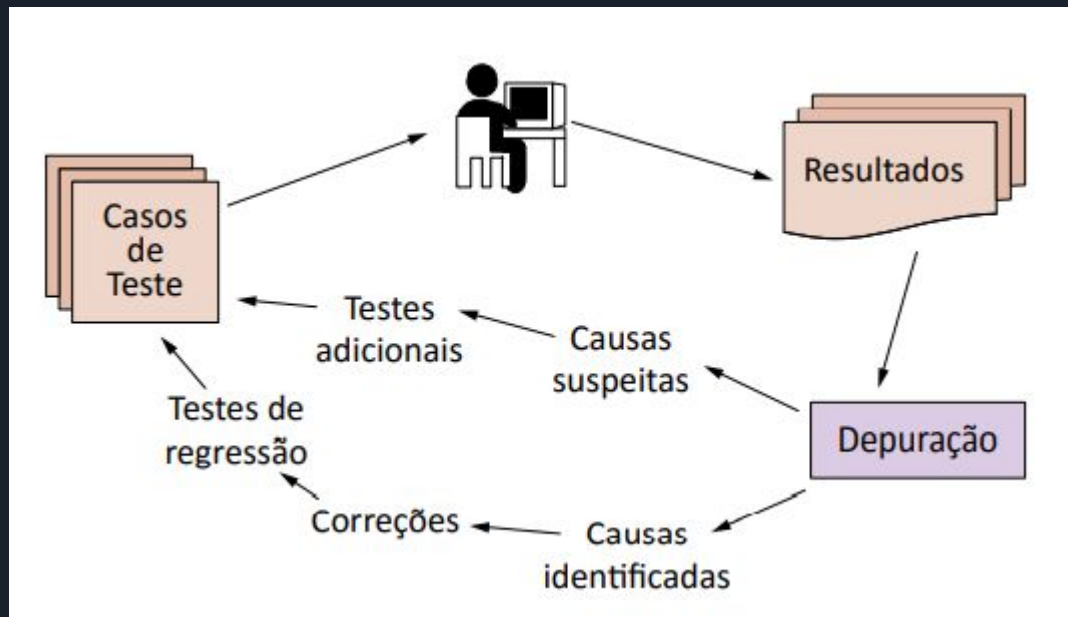 Casos
de
Teste
Resultados
Testes
adicionais
Causas
suspeitas
Depuração
Testes de
regressão
Correções
Causas
identificadas